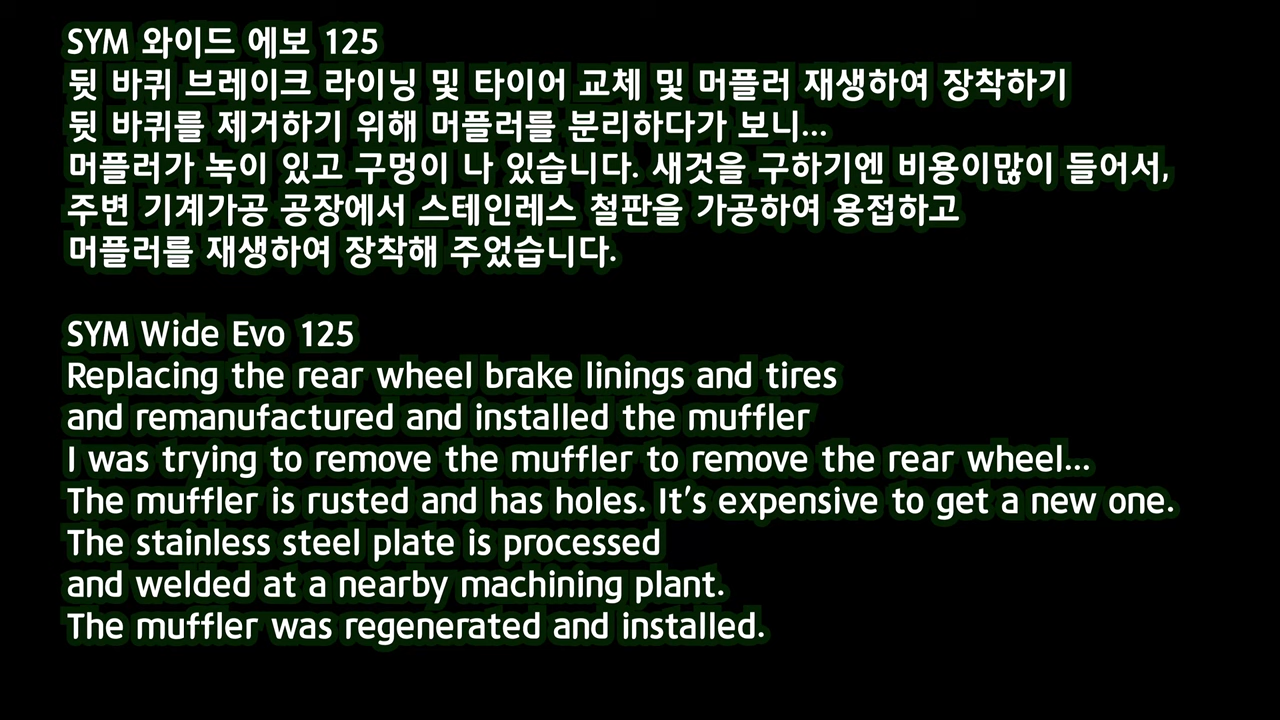 SYM 와이드 에보 125
뒷 바퀴 브레이크 라이닝 및 타이어 교체 및 머플러 재생하여 장착하기
뒷 바퀴를 제거하기 위해 머플러를 분리하다가 보니...
머플러가 녹이 있고 구멍이 나 있습니다. 새것을 구하기엔 비용이많이 들어서,
주변 기계가공 공장에서 스테인레스 철판을 가공하여 용접하고
머플러를 재생하여 장착해 주었습니다.
SYM Wide Evo 125
Replacing the rear wheel brake linings and tires
and remanufactured and installed the muffler
I was trying to remove the muffler to remove the rear wheel...
The muffler is rusted and has holes. It's expensive to get a new one.
The stainless steel plate is processed
and welded at a nearby machining plant.
The muffler was regenerated and installed.